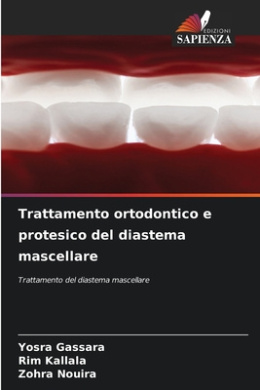 EDIZIONI
SAPIENZA
Trattamento ortodontico e
protesico del diastema
mascellare
Trattamento del diastema mascellare
Yosra Gassara
Rim Kallala
Zohra Nouira